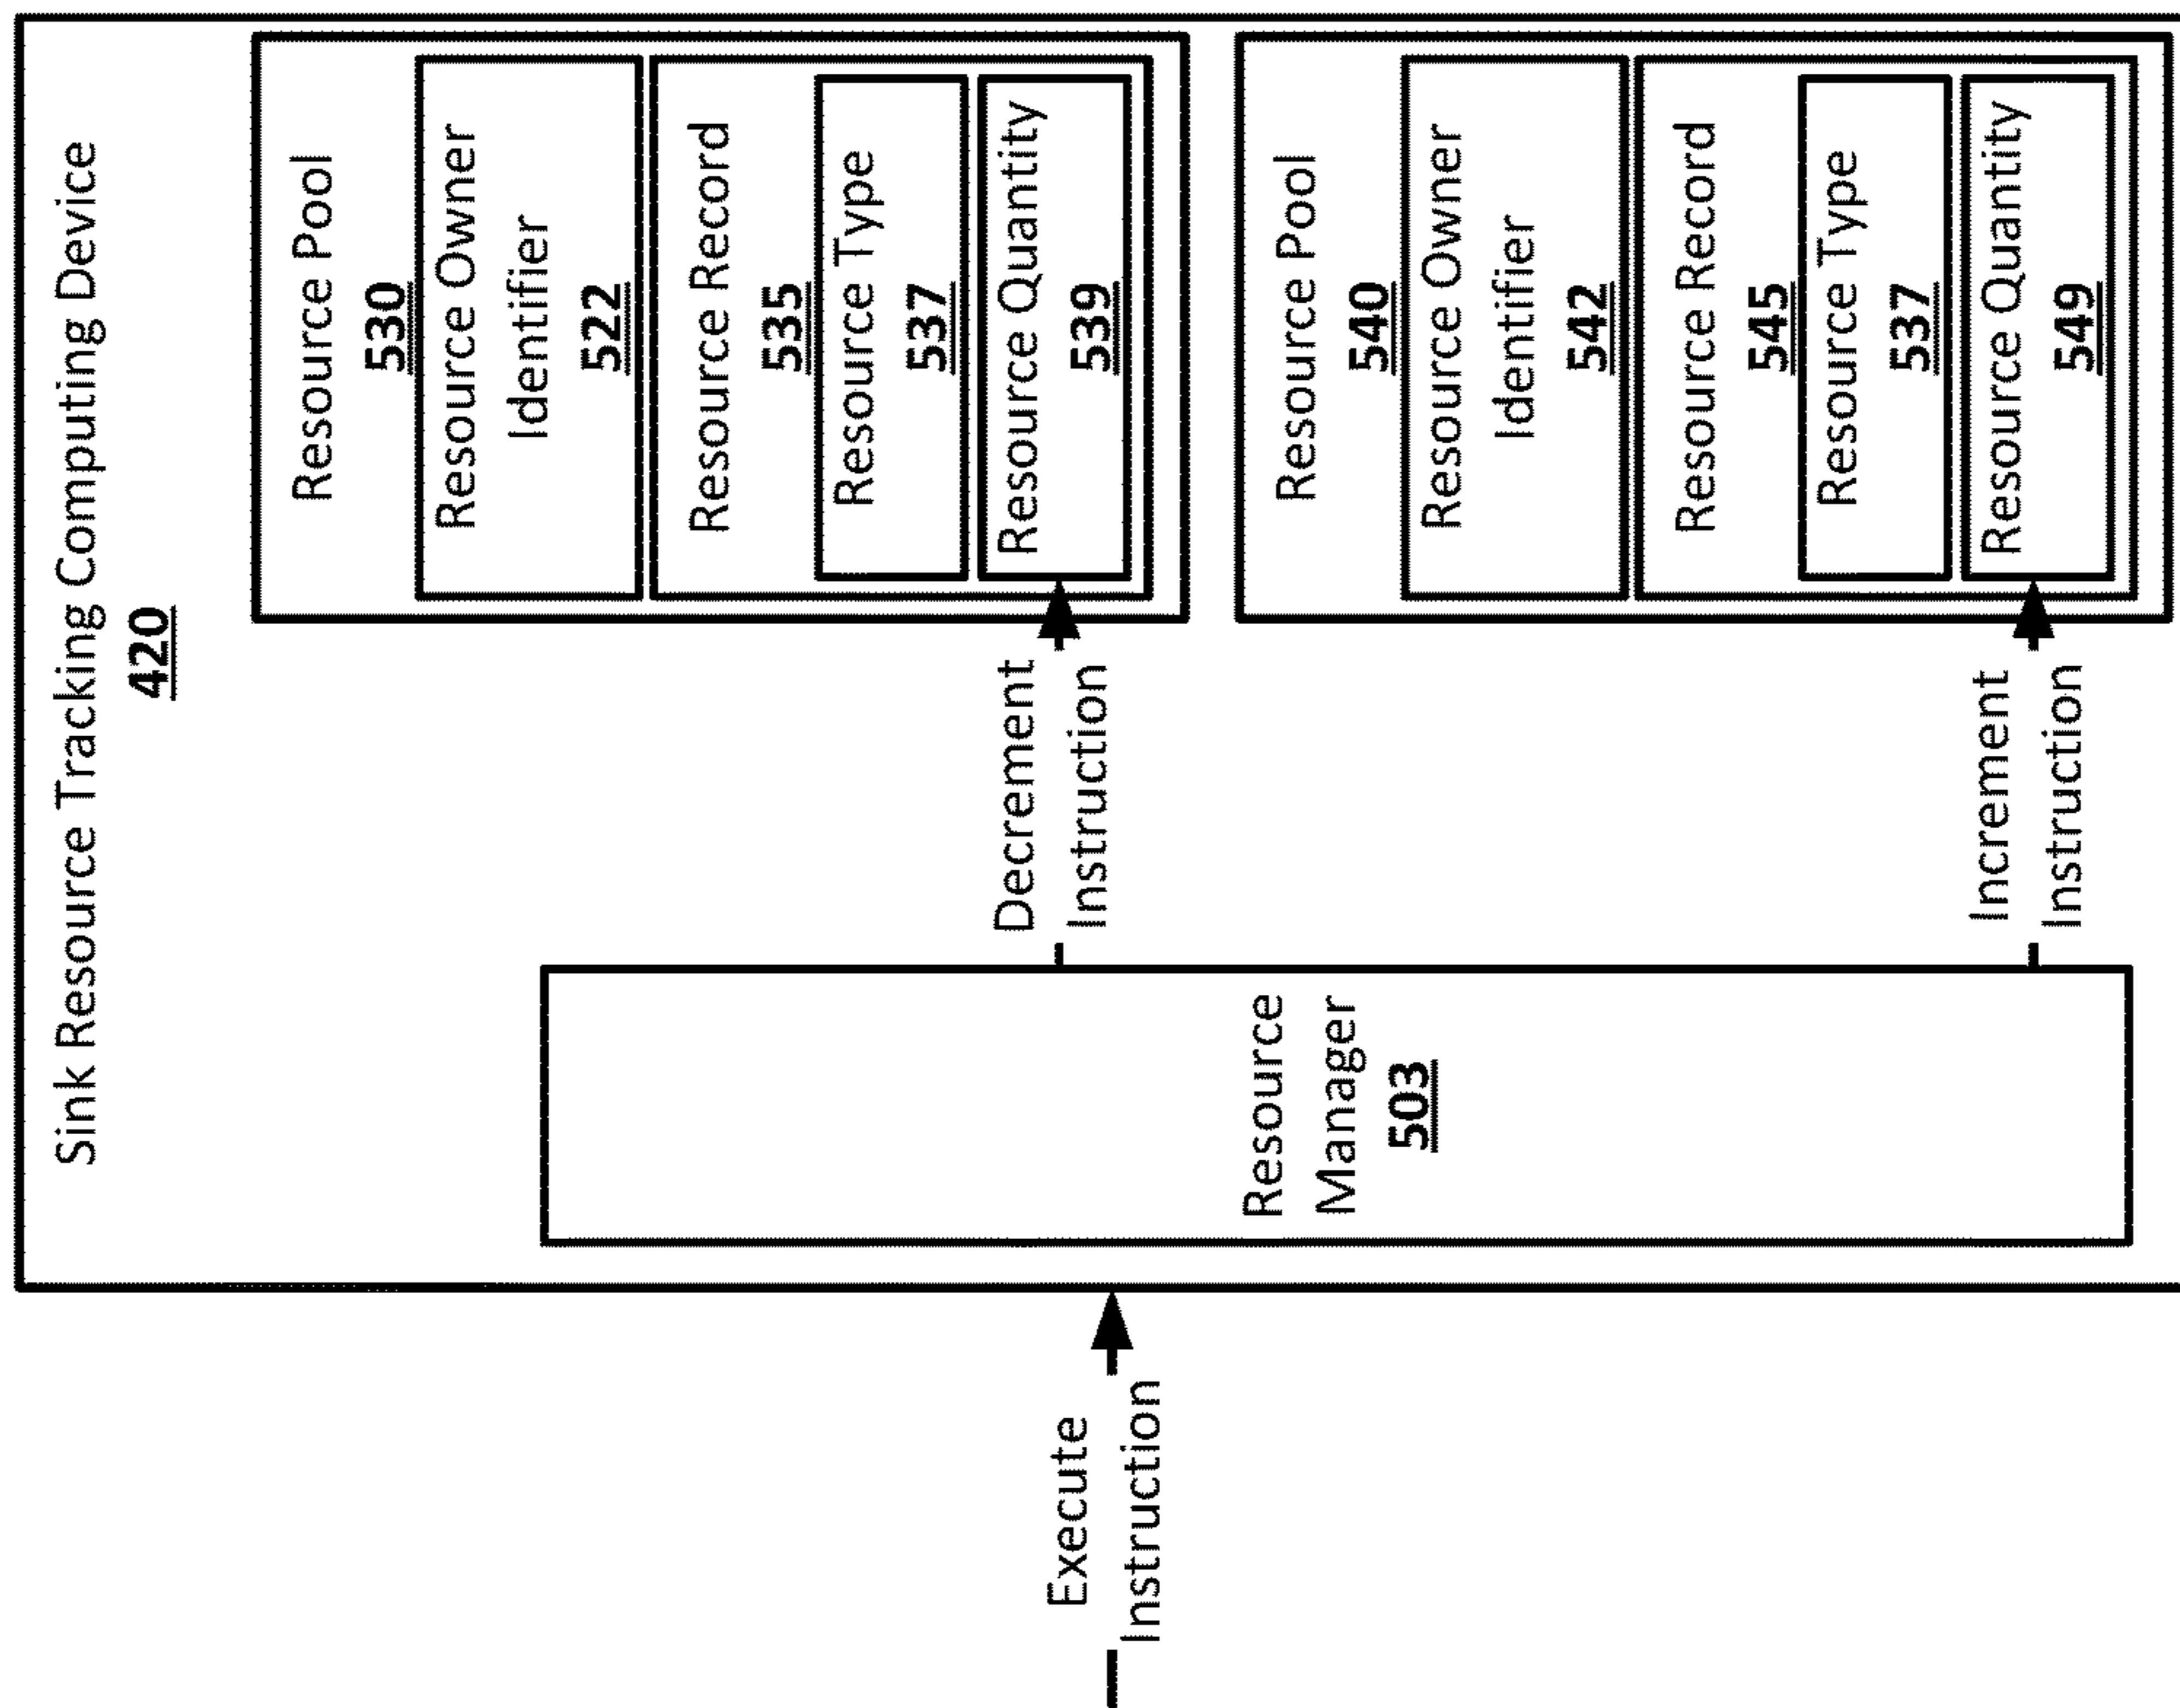 Sink Resource Tracking Computing Device
420
Execute
Instruction
Resource
Manager
503
Decrement
Instruction
Resource Pool
530
Resource Owner
Identifier
522
Resource Record
535
Resource Type
537
Resource Quantity
539
Increment
Instruction
Resource Pool
540
Resource Owner
Identifier
542
Resource Record
545
Resource Type
537
Resource Quantity
549